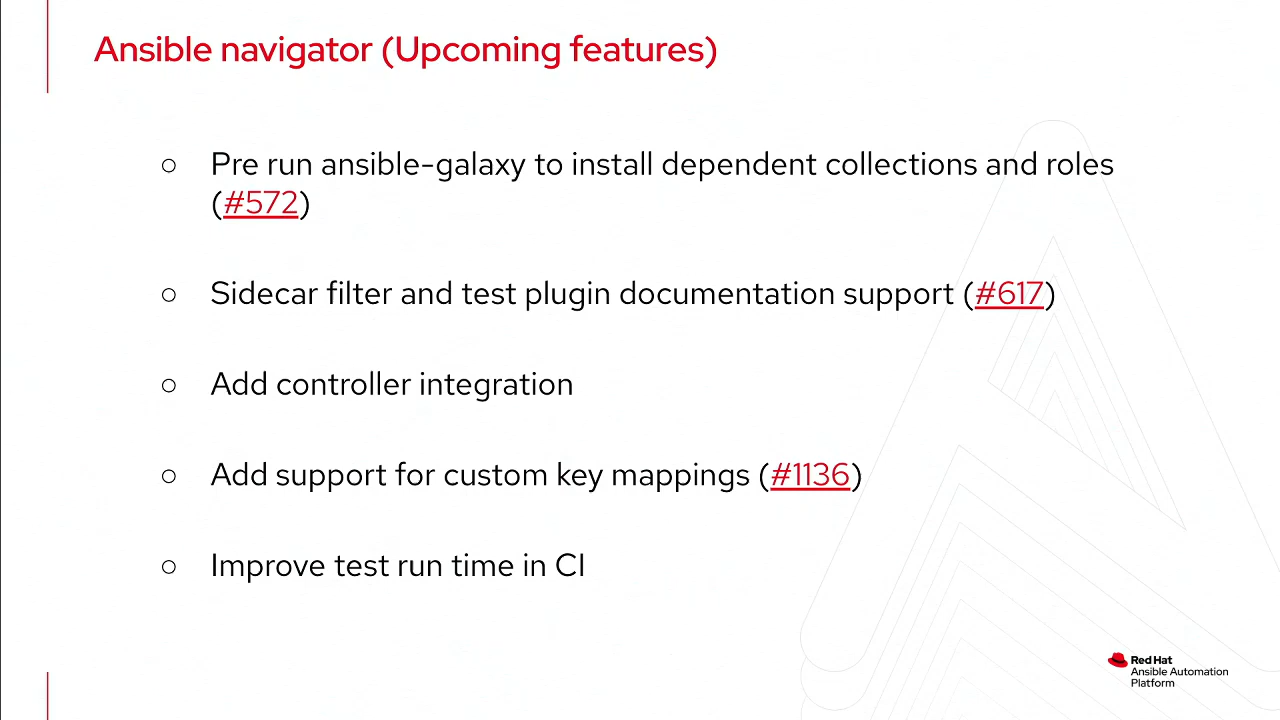 Ansible navigator (Upcoming features)
○ Pre run ansible-galaxy to install dependent collections and roles
(#572)
○ Sidecar filter and test plugin documentation support (#617)
○ Add controller integration
○ Add support for custom key mappings (#1136)
○ Improve test run time in CI
Red Hat
Ansible Automation
Platform